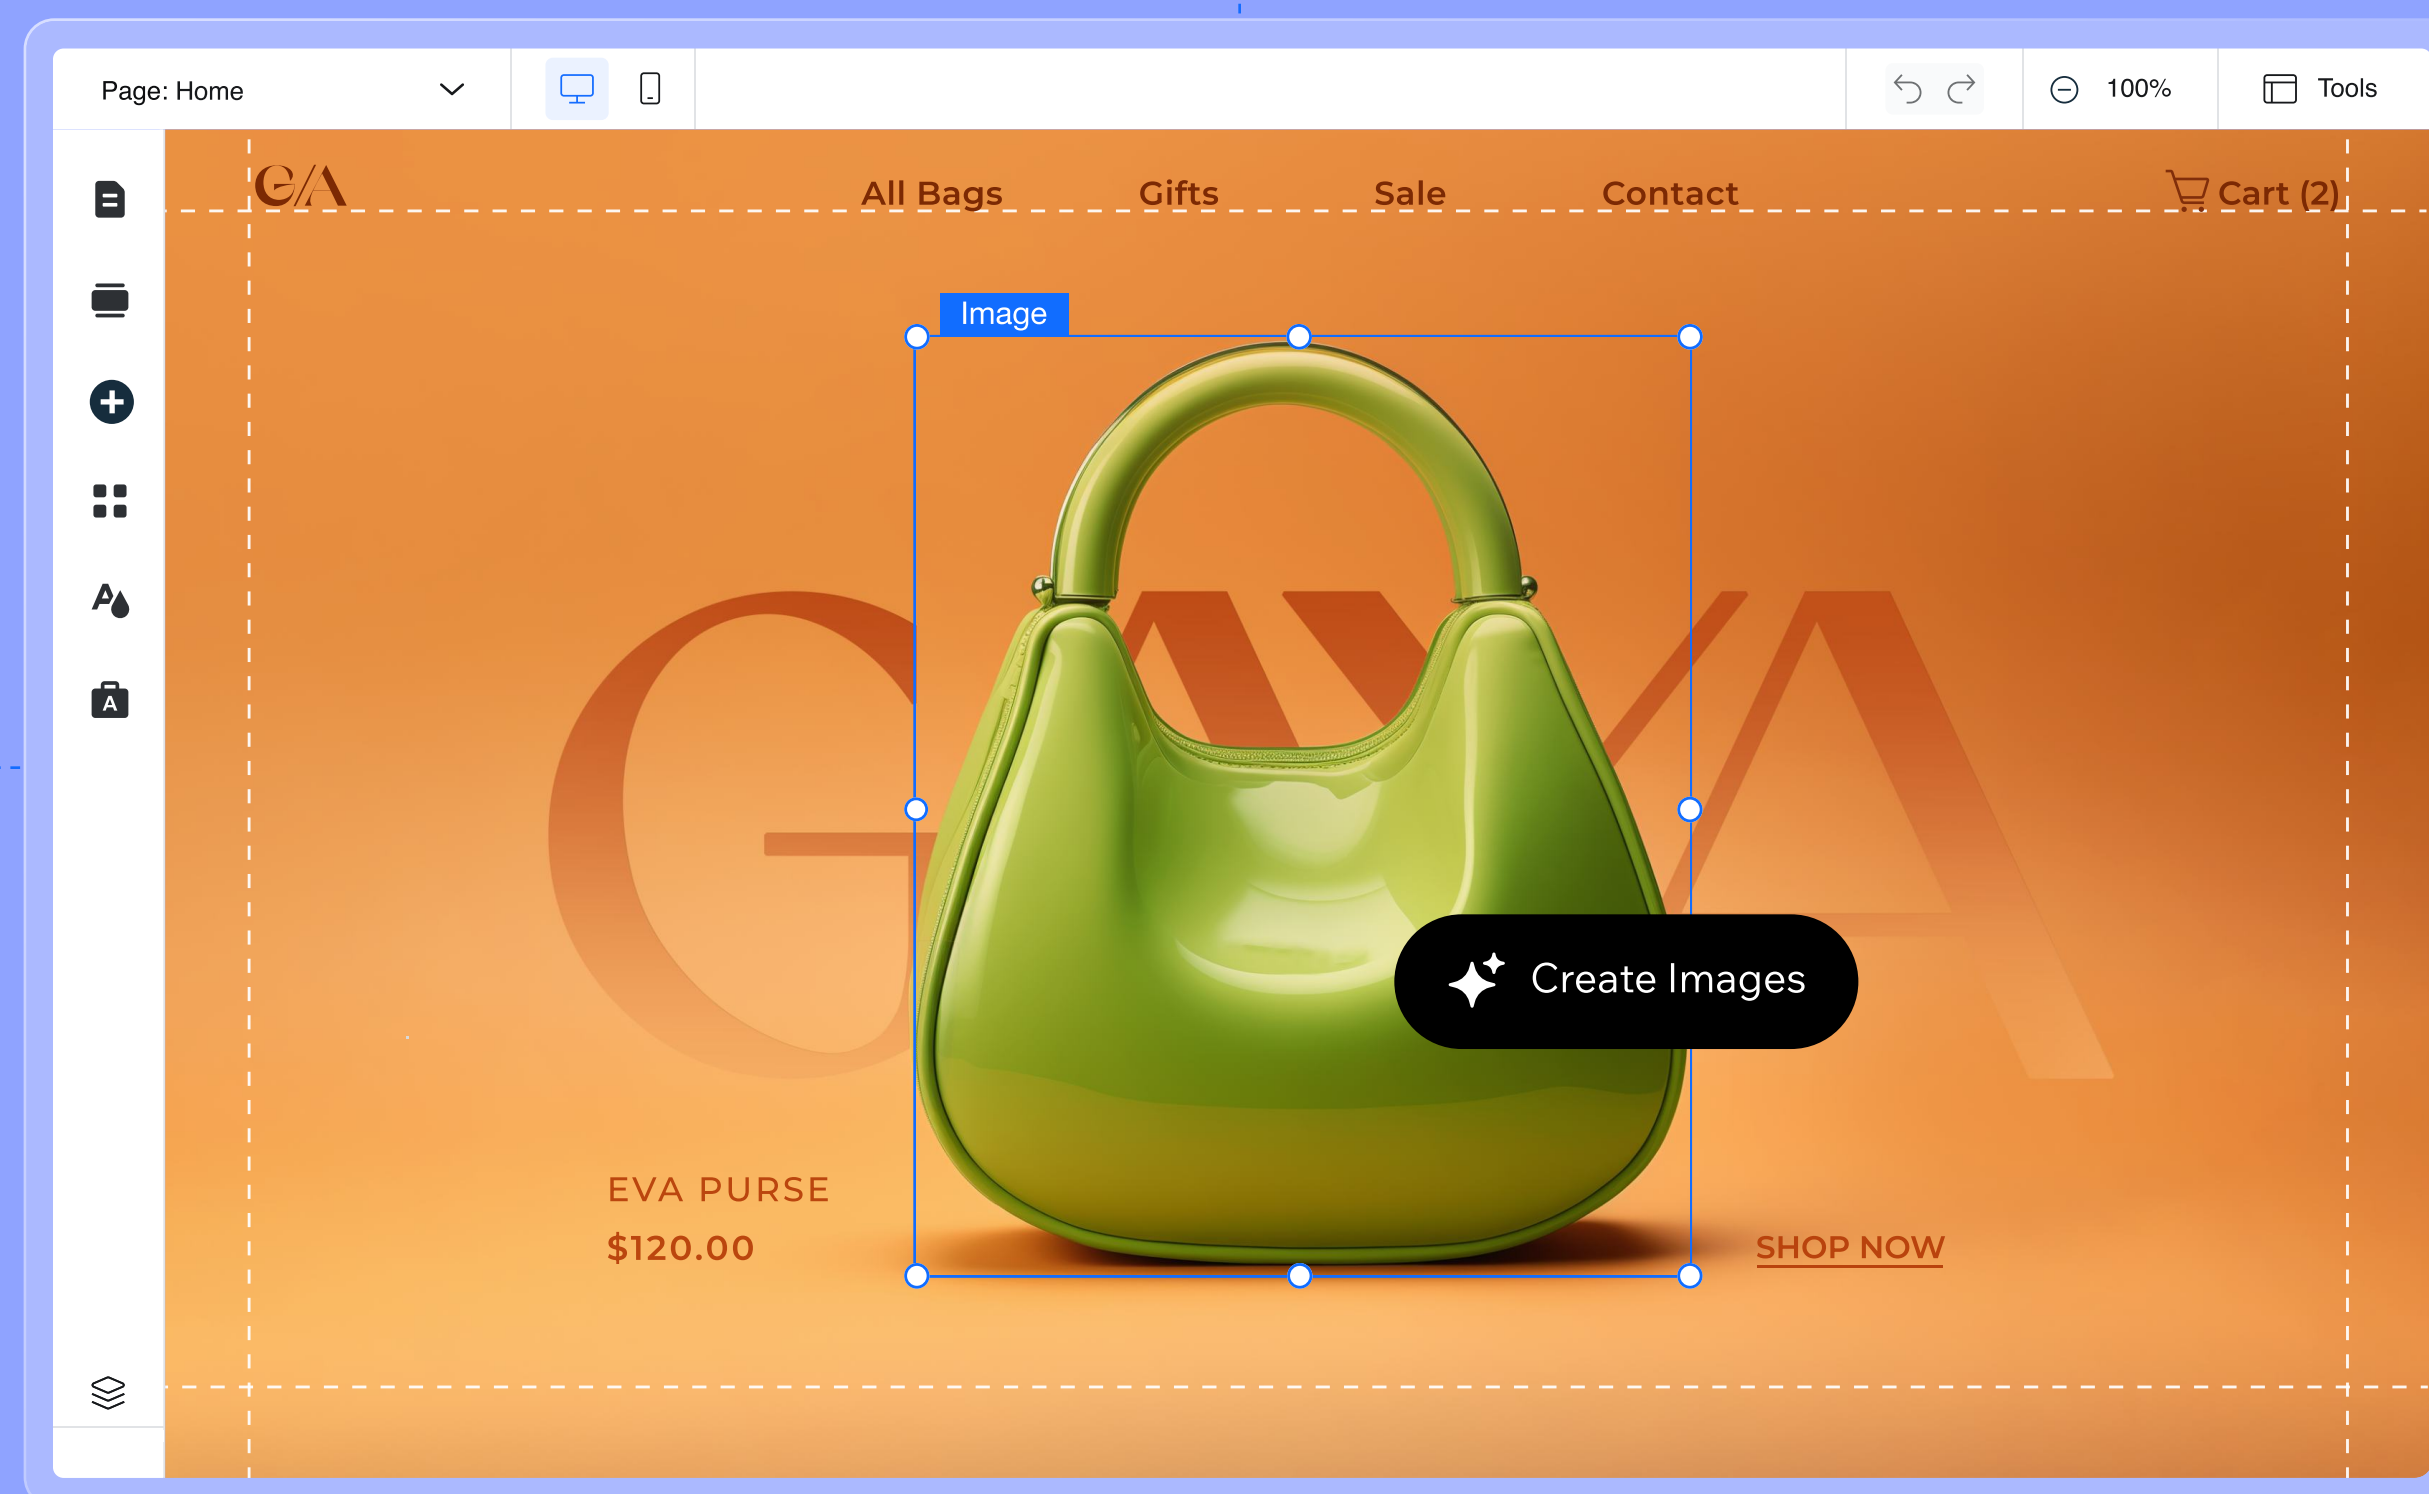 Page: Home
100%
Tools
G/A
All Bags
Gifts
Sale
Contact
Cart (2)
Image
Create Images
EVA PURSE
$120.00
SHOP NOW